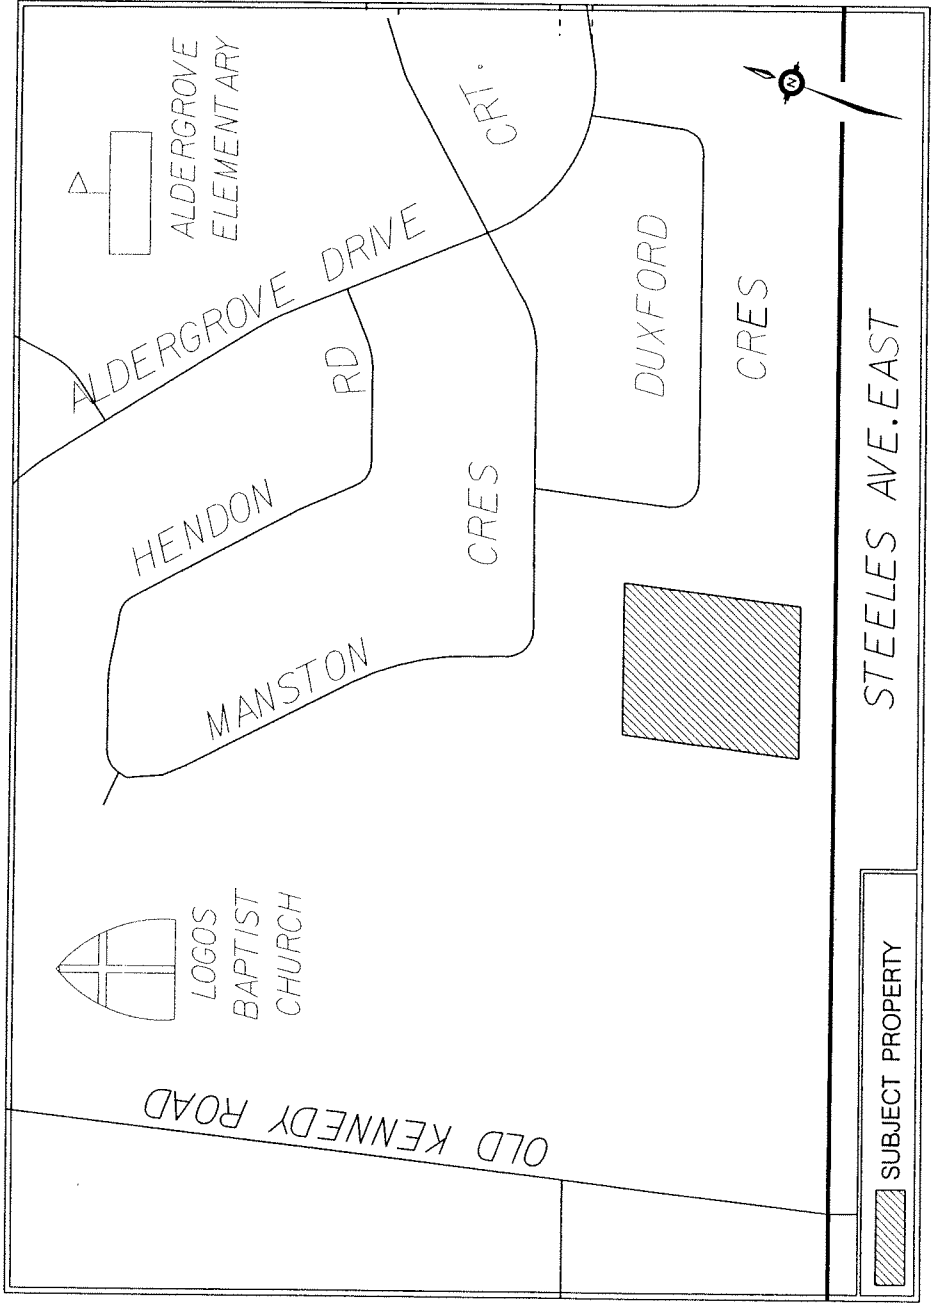 ALDERGROVE
ELEMENTARY
CRT.
ALDERGROVE DRIVE
RD
HENDON
CRES
DUXFORD
CRES
MANSTON
LOGOS
BAPTIST
CHURCH
OLD KENNEDY ROAD
STEELES AVE.EAST
N
SUBJECT PROPERTY